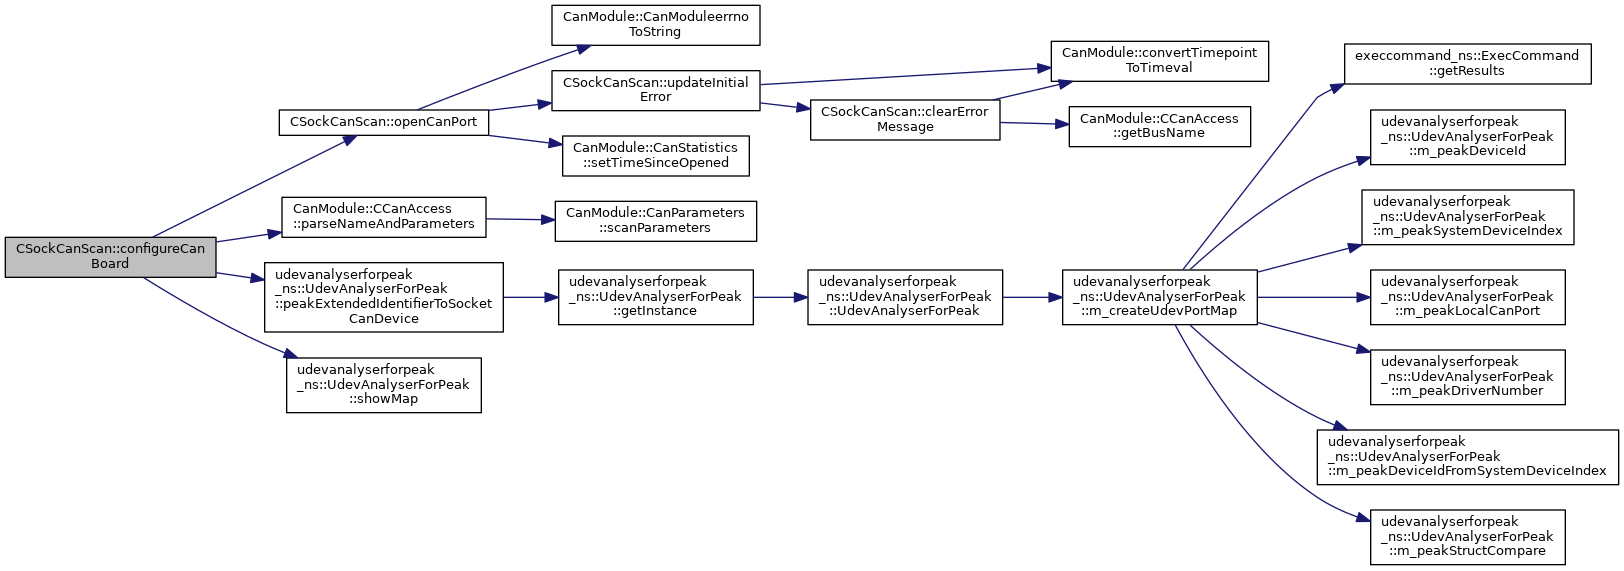 CSockCanScan::configureCan
Board
CSockCanScan::openCanPort
CanModule::CanModuleerrno
ToString
CSockCanScan::updateInitial
Error
CanModule::convertTimepoint
ToTimeval
CSockCanScan::clearError
Message
CanModule::CCanAccess
::getBusName
CanModule::CanStatistics
::setTimeSinceOpened
CanModule::CCanAccess
::parseNameAndParameters
CanModule::CanParameters
::scanParameters
udevanalyserforpeak
_ns::UdevAnalyserForPeak
::peakExtendedIdentifierToSocket
CanDevice
udevanalyserforpeak
_ns::UdevAnalyserForPeak
::getInstance
udevanalyserforpeak
_ns::UdevAnalyserForPeak
::UdevAnalyserForPeak
udevanalyserforpeak
_ns::UdevAnalyserForPeak
::m_createUdevPortMap
execcommand_ns::ExecCommand
::getResults
udevanalyserforpeak
_ns::UdevAnalyserForPeak
::m_peakDeviceId
udevanalyserforpeak
_ns::UdevAnalyserForPeak
::m_peakSystemDeviceIndex
udevanalyserforpeak
_ns::UdevAnalyserForPeak
::m_peakLocalCanPort
udevanalyserforpeak
_ns::UdevAnalyserForPeak
::m_peakDriverNumber
udevanalyserforpeak
_ns::UdevAnalyserForPeak
::m_peakDeviceIdFromSystemDeviceIndex
udevanalyserforpeak
_ns::UdevAnalyserForPeak
::m_peakStructCompare
udevanalyserforpeak
_ns::UdevAnalyserForPeak
::showMap